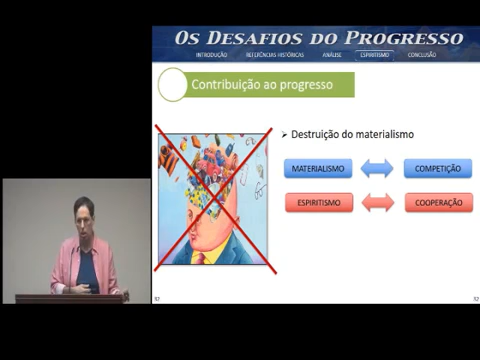 OS DESAFIOS DO PROGRESSO
INTRODUÇÃO REFERÊNCIAS HISTÓRICAS ANÁLISE ESPIRITISMO CONCLUSÃO
Contribuição ao progresso
➢ Destruição do materialismo
MATERIALISMO COMPETIÇÃO
ESPIRITISMO COOPERAÇÃO